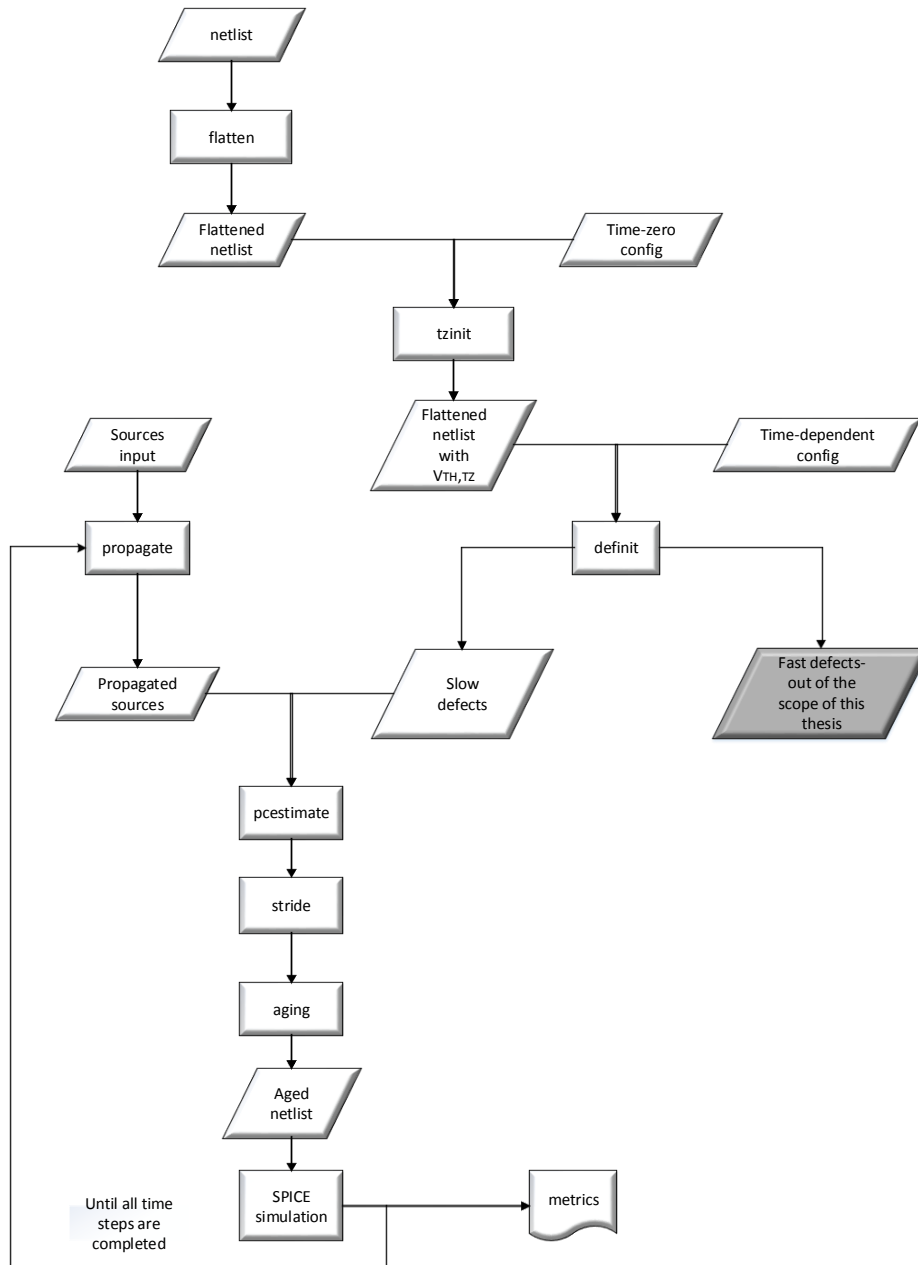 netlist
flatten
Flattened
netlist
Time-zero
config
tzinit
Flattened
netlist
with
VTH,TZ
Time-dependent
config
Sources
input
propagate
definit
Propagated
sources
Slow
defects
Fast defects-
out of the
scope of this
thesis
pcestimate
stride
aging
Aged
netlist
SPICE
simulation
metrics
Until all time
steps are
completed